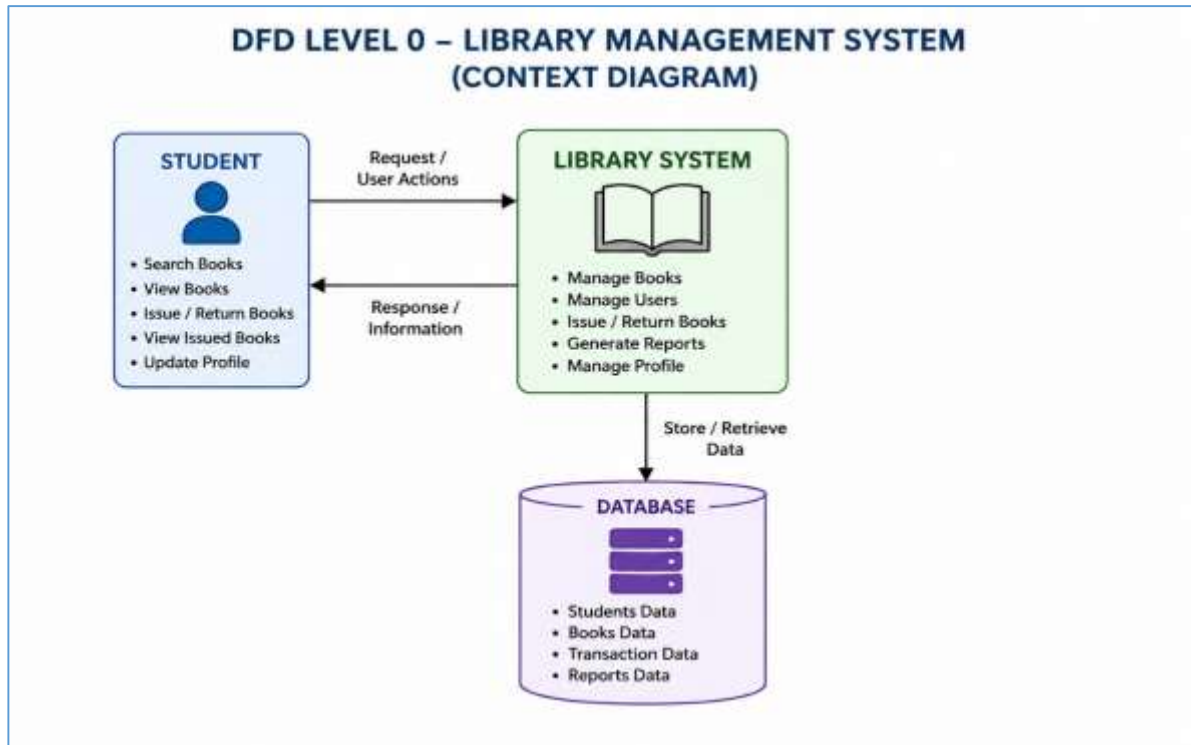 DFD LEVEL 0 – LIBRARY MANAGEMENT SYSTEM
(CONTEXT DIAGRAM)
STUDENT
• Search Books
• View Books
• Issue / Return Books
• View Issued Books
• Update Profile
Request /
User Actions
Response /
Information
LIBRARY SYSTEM
• Manage Books
• Manage Users
• Issue / Return Books
• Generate Reports
• Manage Profile
Store / Retrieve
Data
DATABASE
• Students Data
• Books Data
• Transaction Data
• Reports Data